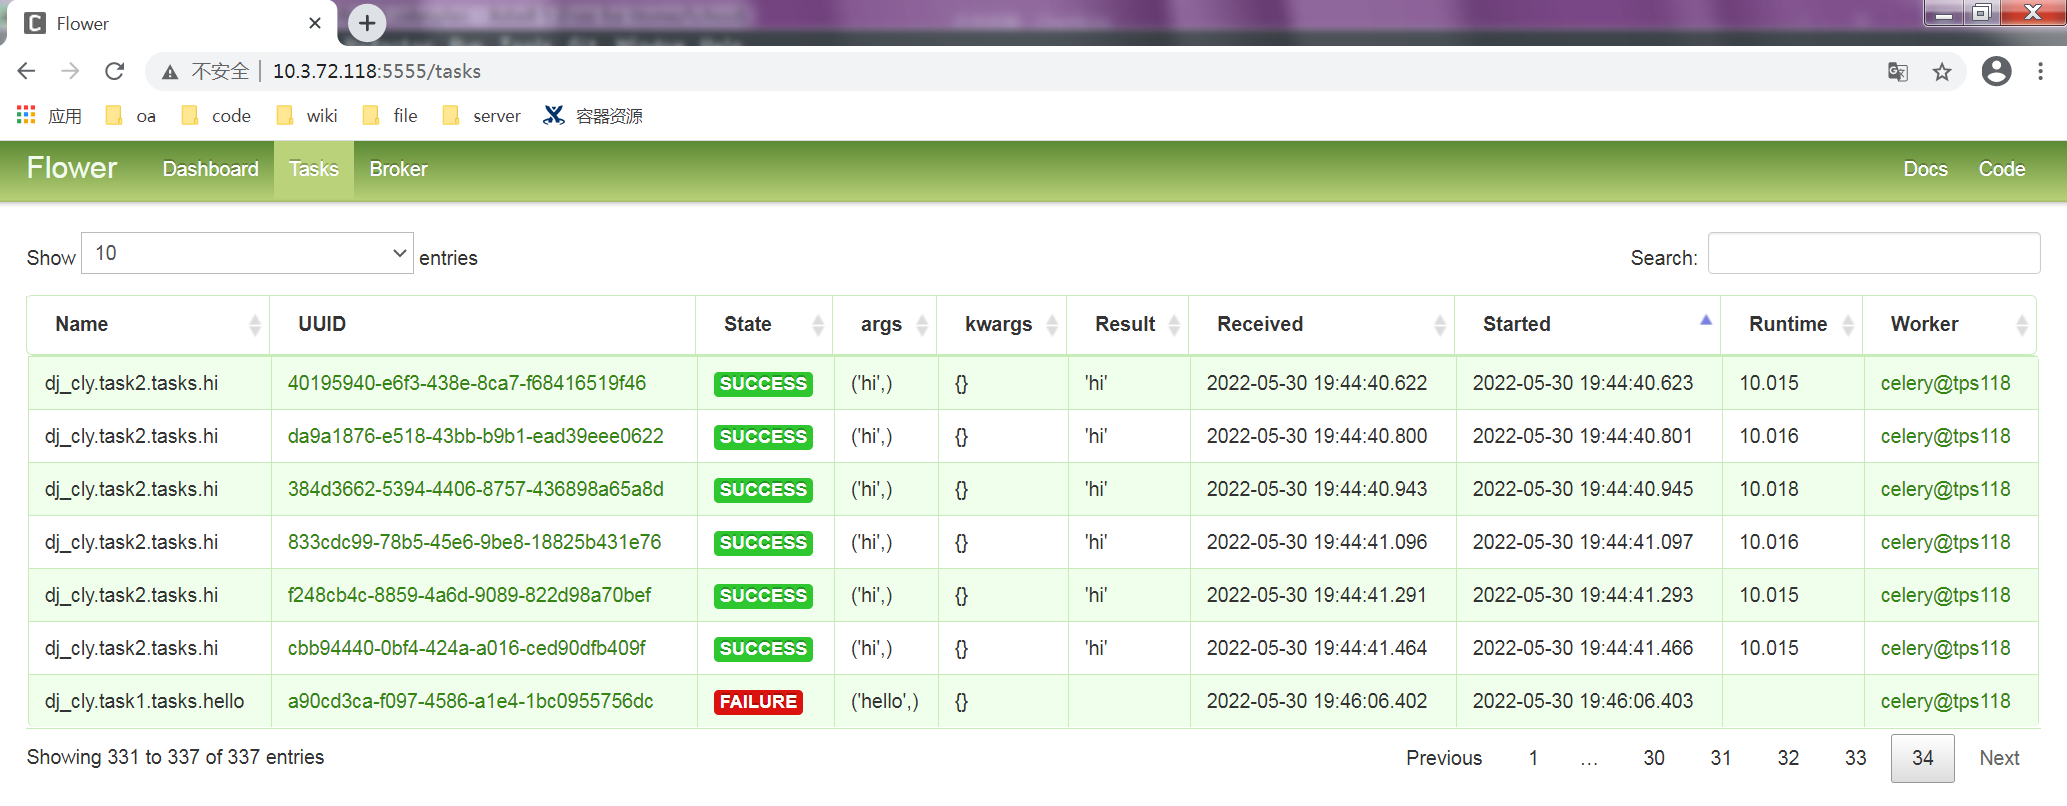 Flower
不安全 10.3.72.118:5555/tasks
应用 oa code wiki file server 容器资源
Flower Dashboard Tasks Broker Docs Code
Show 10 entries Search:
Name UUID State args kwargs Result Received Started Runtime Worker
dj_cly.task2.tasks.hi 40195940-e6f3-438e-8ca7-f68416519f46 SUCCESS ('hi',) {} 'hi' 2022-05-30 19:44:40.622 2022-05-30 19:44:40.623 10.015 celery@tps118
dj_cly.task2.tasks.hi da9a1876-e518-43bb-b9b1-ead39eee0622 SUCCESS ('hi',) {} 'hi' 2022-05-30 19:44:40.800 2022-05-30 19:44:40.801 10.016 celery@tps118
dj_cly.task2.tasks.hi 384d3662-5394-4406-8757-436898a65a8d SUCCESS ('hi',) {} 'hi' 2022-05-30 19:44:40.943 2022-05-30 19:44:40.945 10.018 celery@tps118
dj_cly.task2.tasks.hi 833cdc99-78b5-45e6-9be8-18825b431e76 SUCCESS ('hi',) {} 'hi' 2022-05-30 19:44:41.096 2022-05-30 19:44:41.097 10.016 celery@tps118
dj_cly.task2.tasks.hi f248cb4c-8859-4a6d-9089-822d98a70bef SUCCESS ('hi',) {} 'hi' 2022-05-30 19:44:41.291 2022-05-30 19:44:41.293 10.015 celery@tps118
dj_cly.task2.tasks.hi cbb94440-0bf4-424a-a016-ced90dfb409f SUCCESS ('hi',) {} 'hi' 2022-05-30 19:44:41.464 2022-05-30 19:44:41.466 10.015 celery@tps118
dj_cly.task1.tasks.hello a90cd3ca-f097-4586-a1e4-1bc0955756dc FAILURE ('hello',) {} 2022-05-30 19:46:06.402 2022-05-30 19:46:06.403 celery@tps118
Showing 331 to 337 of 337 entries Previous 1 … 30 31 32 33 34 Next